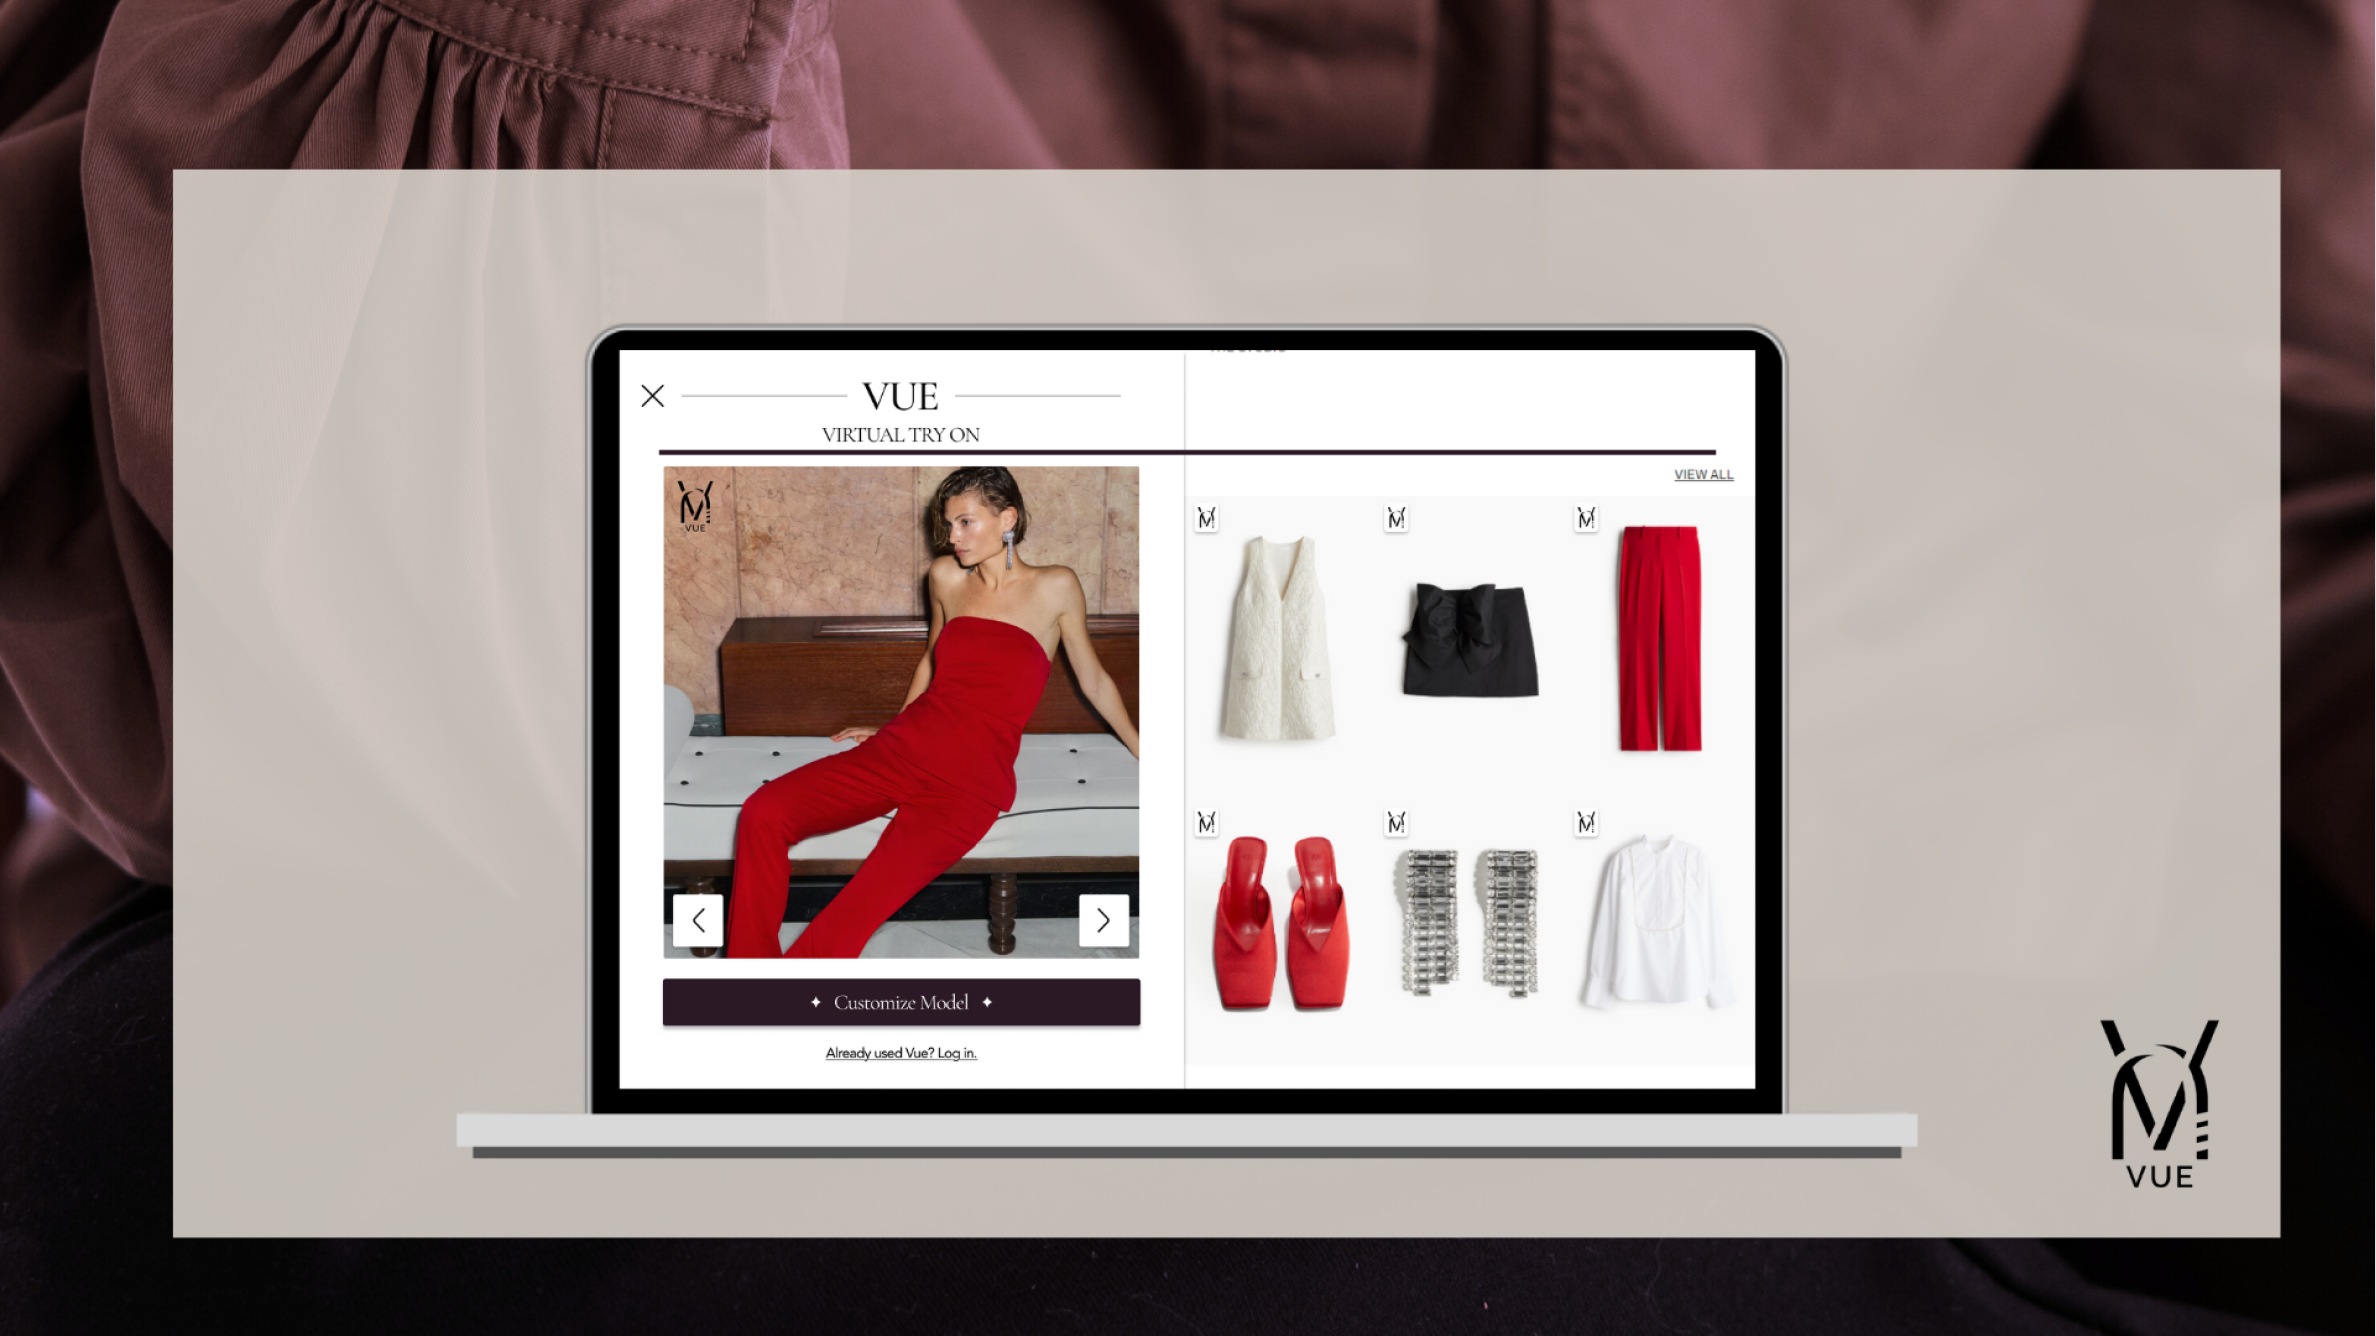 VUE
VIRTUAL TRY ON
VIEW ALL
VUE
Customize Model
Already used Vue? Log in.
VUE